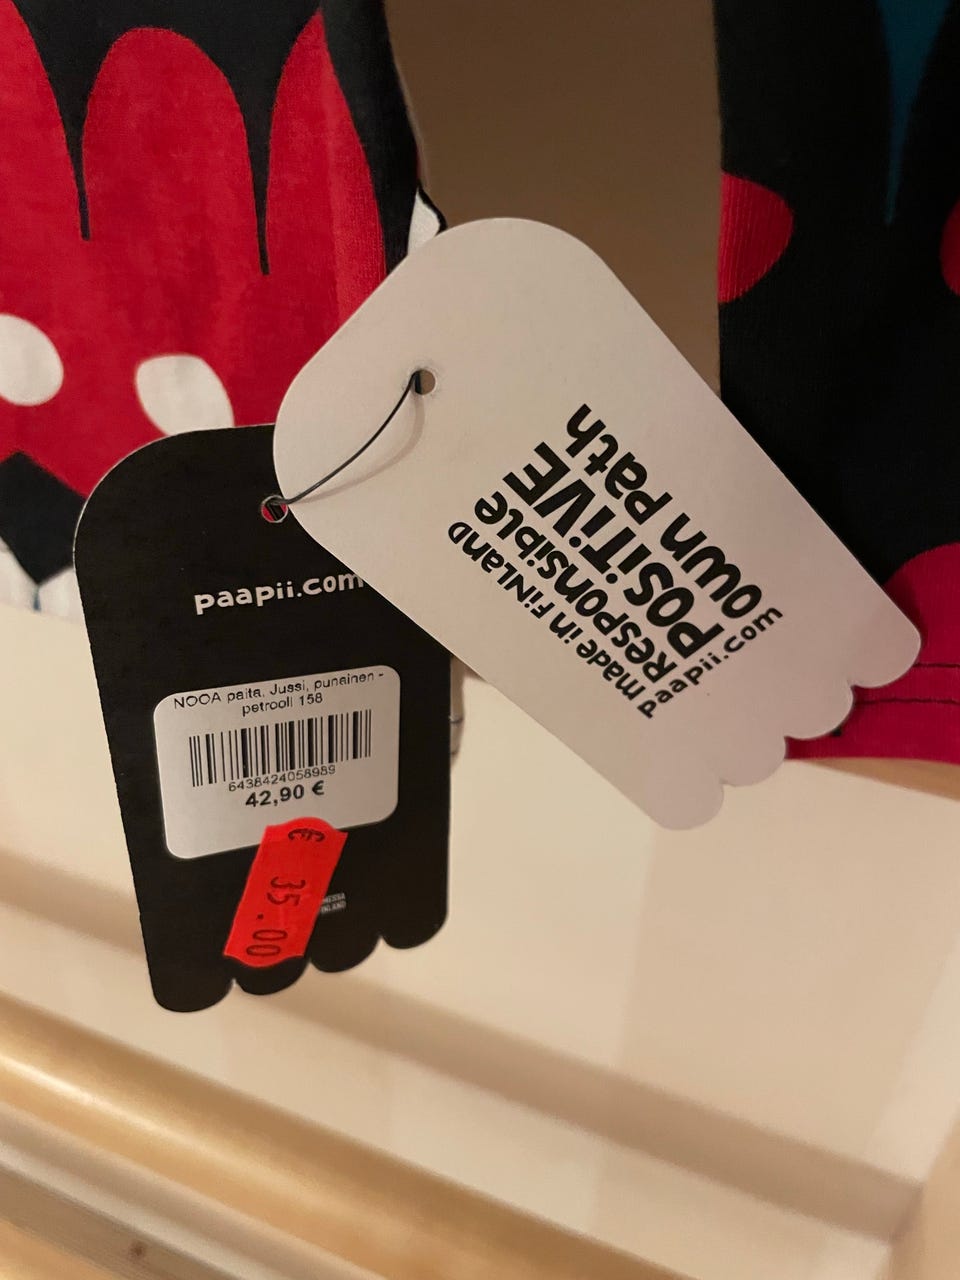 paapii.com
NOOA paita, Jussi, punainen -
petrooli 158
6438424058989
42,90 €
€ 35.00
made in FiNLanD
Responsible
POSiTiVE
own path
paapii.com